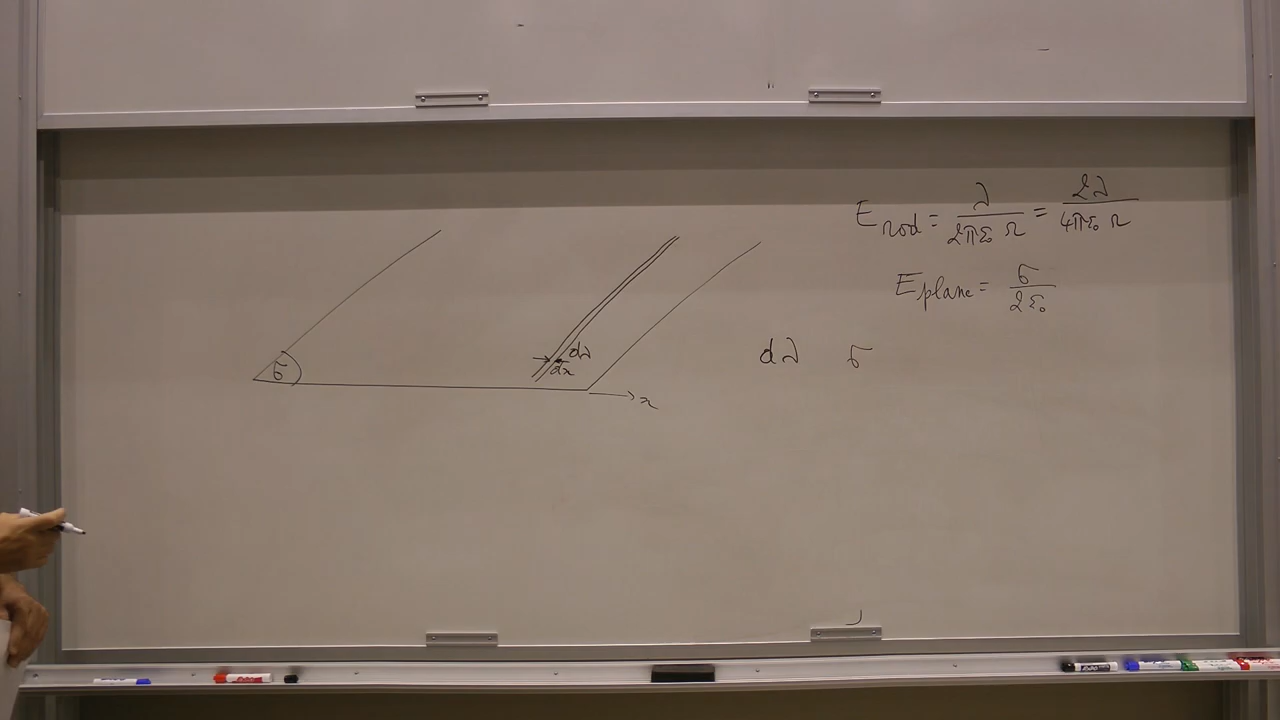 E_rod = λ / 2πε₀ r = 2λ / 4πε₀ r
E_plane = σ / 2ε₀
dλ σ
σ
dλ
dx
x